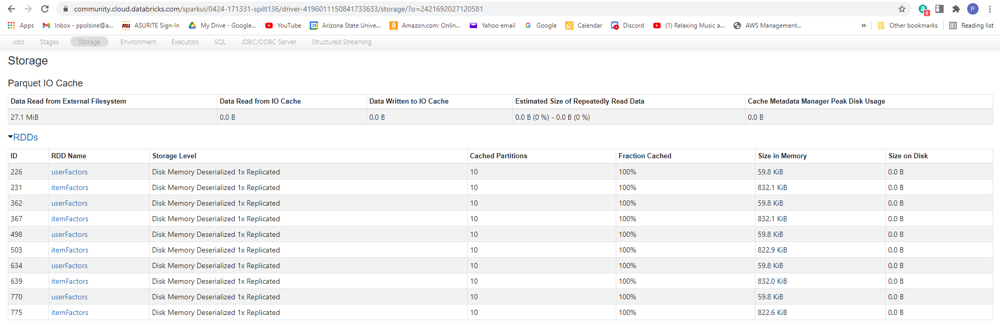 community.cloud.databricks.com/sparkui/0424-171331-spilt136/driver-4196011150841733633/storage/?o=2421692027120581
a 1 P
Apps Inbox - ppolsine@a... ASU ASURITE Sign-In My Drive - Google... YouTube 28 Arizona State Unive... a Amazon.com: Onlin... Yahoo email G Google Calendar Discord (1) Relaxing Music a... AWS Management... » Other bookmarks Reading list
Jobs Stages Storage Environment Executors SQL JDBC/ODBC Server Structured Streaming
Storage
Parquet IO Cache
Data Read from External Filesystem Data Read from IO Cache Data Written to IO Cache Estimated Size of Repeatedly Read Data Cache Metadata Manager Peak Disk Usage
27.1 MiB 0.0 B 0.0 B 0.0 B (0 %) - 0.0 B (0 %) 0.0 B
RDDs
ID RDD Name Storage Level Cached Partitions Fraction Cached Size in Memory Size on Disk
226 userFactors Disk Memory Deserialized 1x Replicated 10 100% 59.8 KiB 0.0 B
231 itemFactors Disk Memory Deserialized 1x Replicated 10 100% 832.1 KiB 0.0 B
362 userFactors Disk Memory Deserialized 1x Replicated 10 100% 59.8 KiB 0.0 B
367 itemFactors Disk Memory Deserialized 1x Replicated 10 100% 832.1 KiB 0.0 B
498 userFactors Disk Memory Deserialized 1x Replicated 10 100% 59.8 KiB 0.0 B
503 itemFactors Disk Memory Deserialized 1x Replicated 10 100% 822.9 KiB 0.0 B
634 userFactors Disk Memory Deserialized 1x Replicated 10 100% 59.8 KiB 0.0 B
639 itemFactors Disk Memory Deserialized 1x Replicated 10 100% 832.0 KiB 0.0 B
770 userFactors Disk Memory Deserialized 1x Replicated 10 100% 59.8 KiB 0.0 B
775 itemFactors Disk Memory Deserialized 1x Replicated 10 100% 822.6 KiB 0.0 B